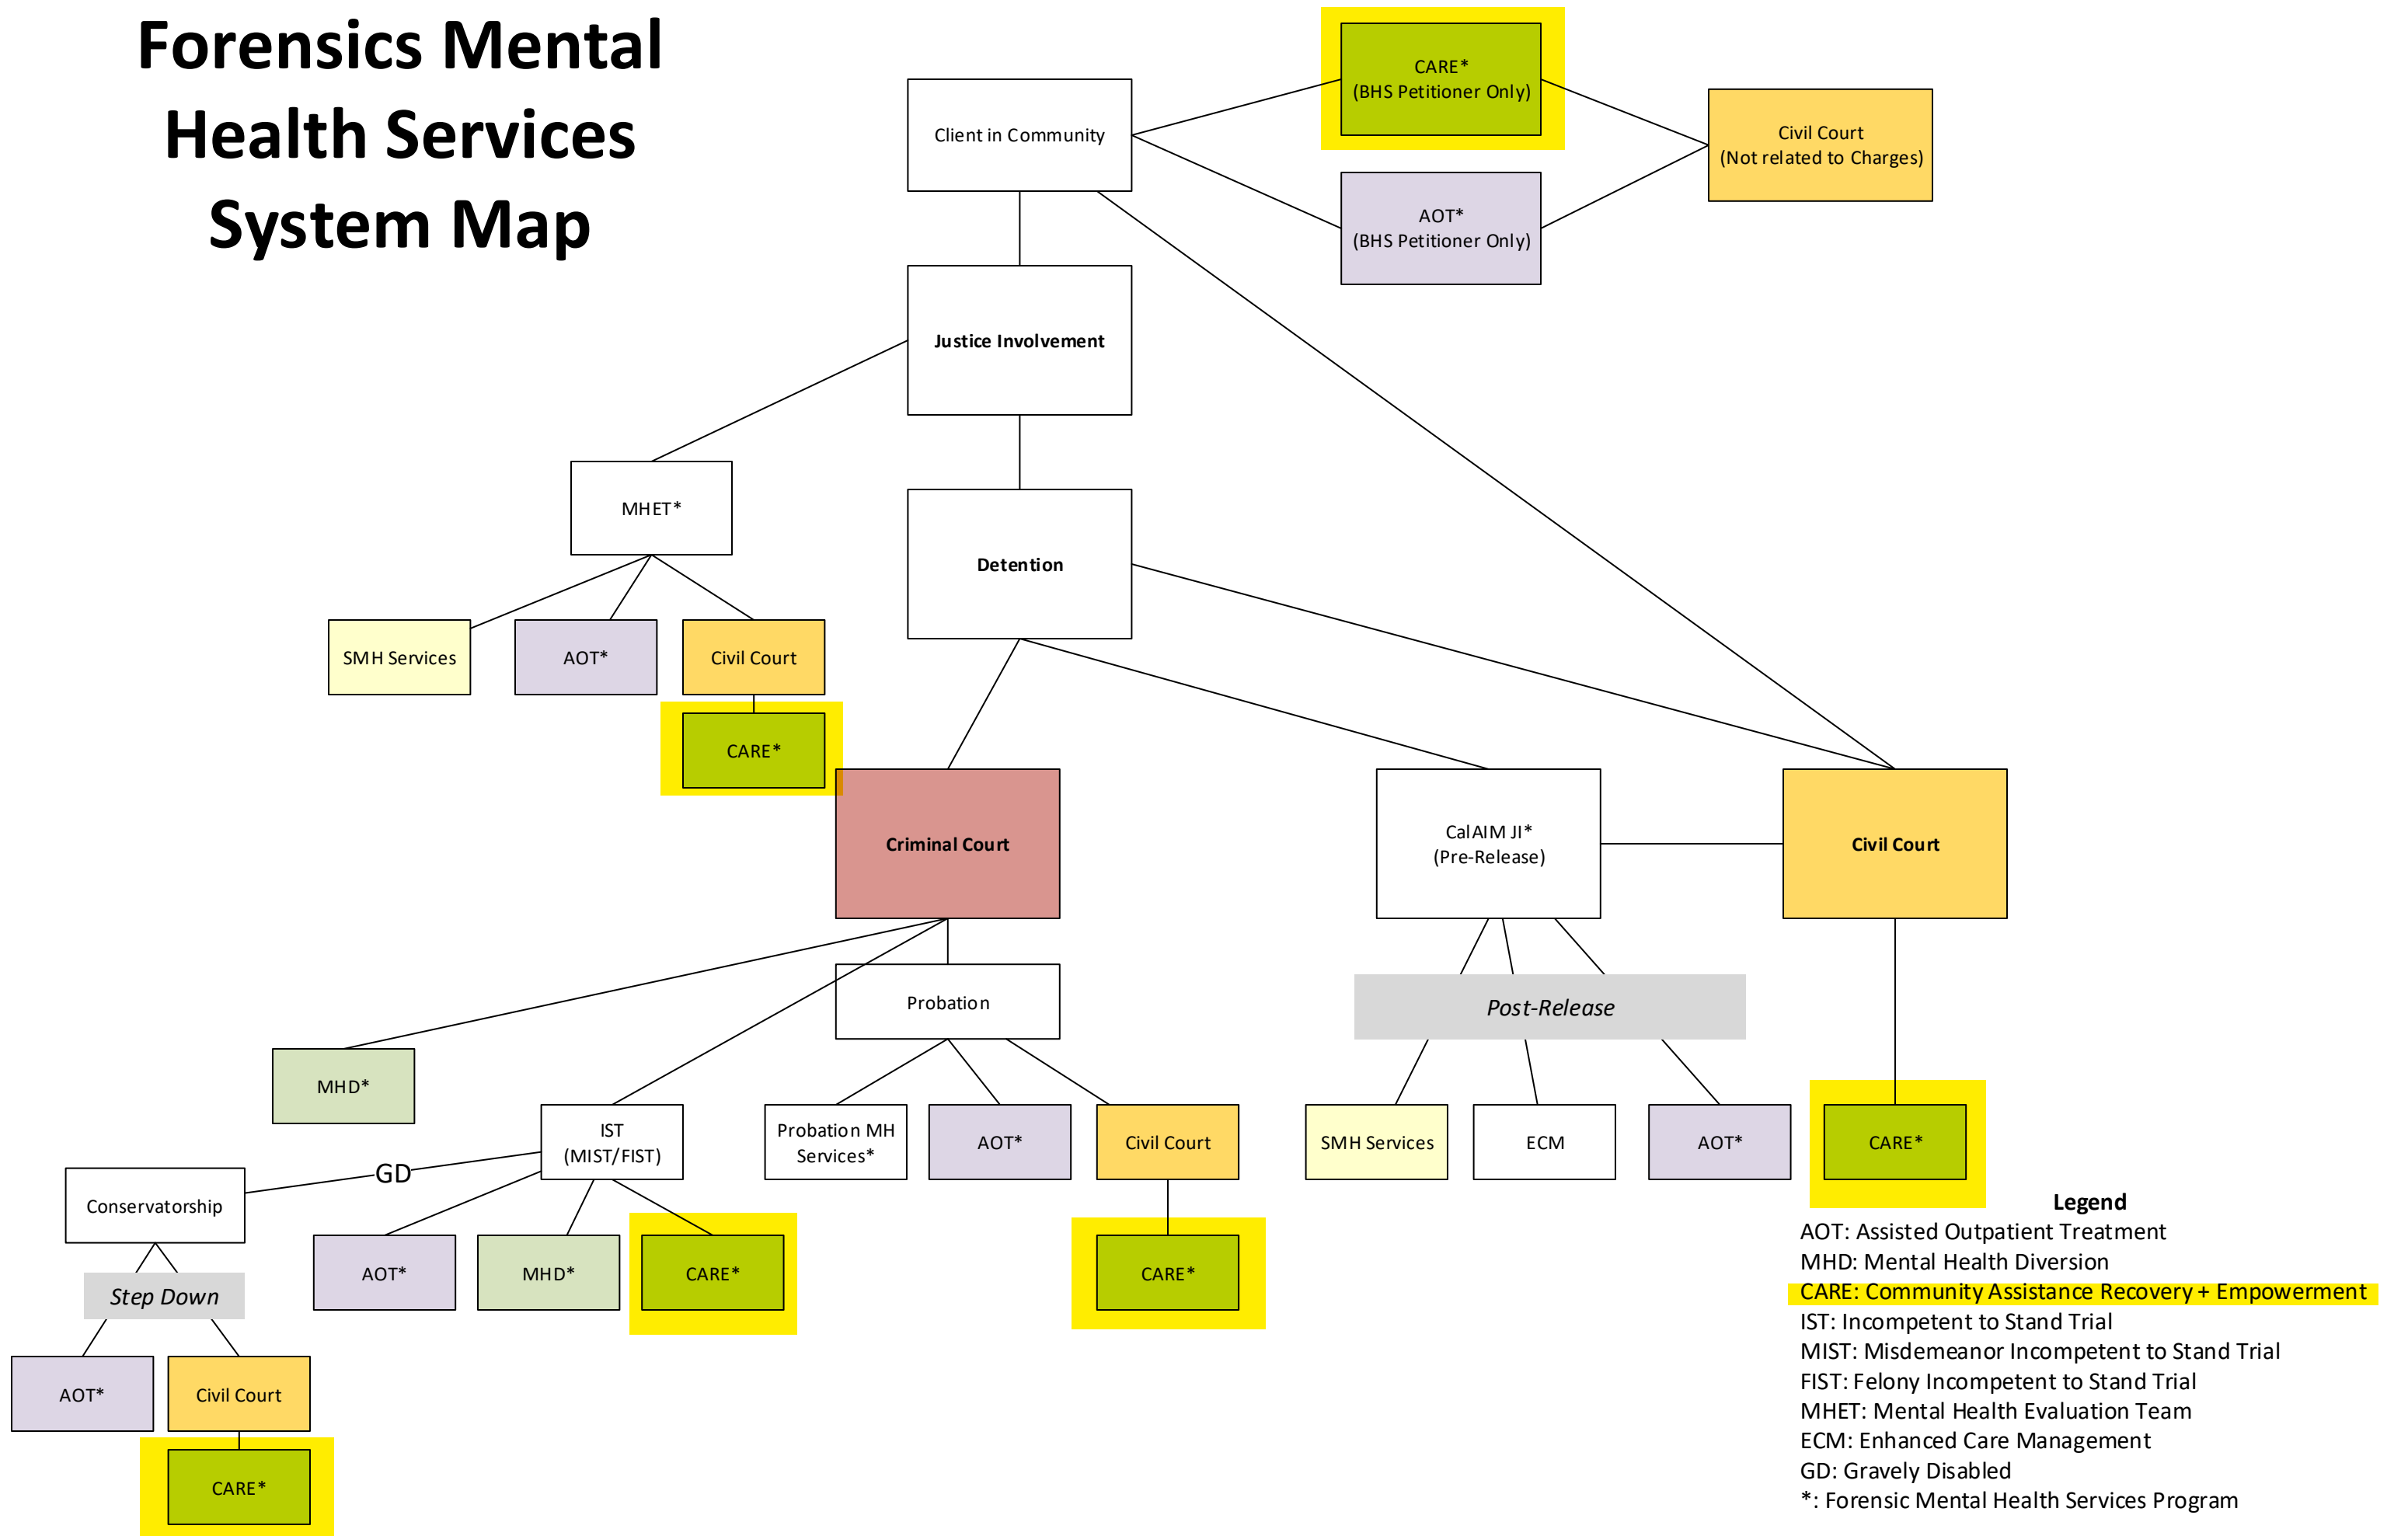 Forensics Mental
Health Services
System Map
CARE*
(BHS Petitioner Only)
Client in Community
Civil Court
(Not related to Charges)
AOT*
(BHS Petitioner Only)
Justice Involvement
MHET*
Detention
SMH Services
AOT*
Civil Court
CARE*
Criminal Court
CalAIM JI*
(Pre-Release)
Civil Court
Probation
Post-Release
MHD*
IST
(MIST/FIST)
Probation MH
Services*
AOT*
Civil Court
SMH Services
ECM
AOT*
CARE*
GD
Conservatorship
AOT*
MHD*
CARE*
CARE*
Step Down
AOT*
Civil Court
CARE*
Legend
AOT: Assisted Outpatient Treatment
MHD: Mental Health Diversion
CARE: Community Assistance Recovery + Empowerment
IST: Incompetent to Stand Trial
MIST: Misdemeanor Incompetent to Stand Trial
FIST: Felony Incompetent to Stand Trial
MHET: Mental Health Evaluation Team
ECM: Enhanced Care Management
GD: Gravely Disabled
*: Forensic Mental Health Services Program